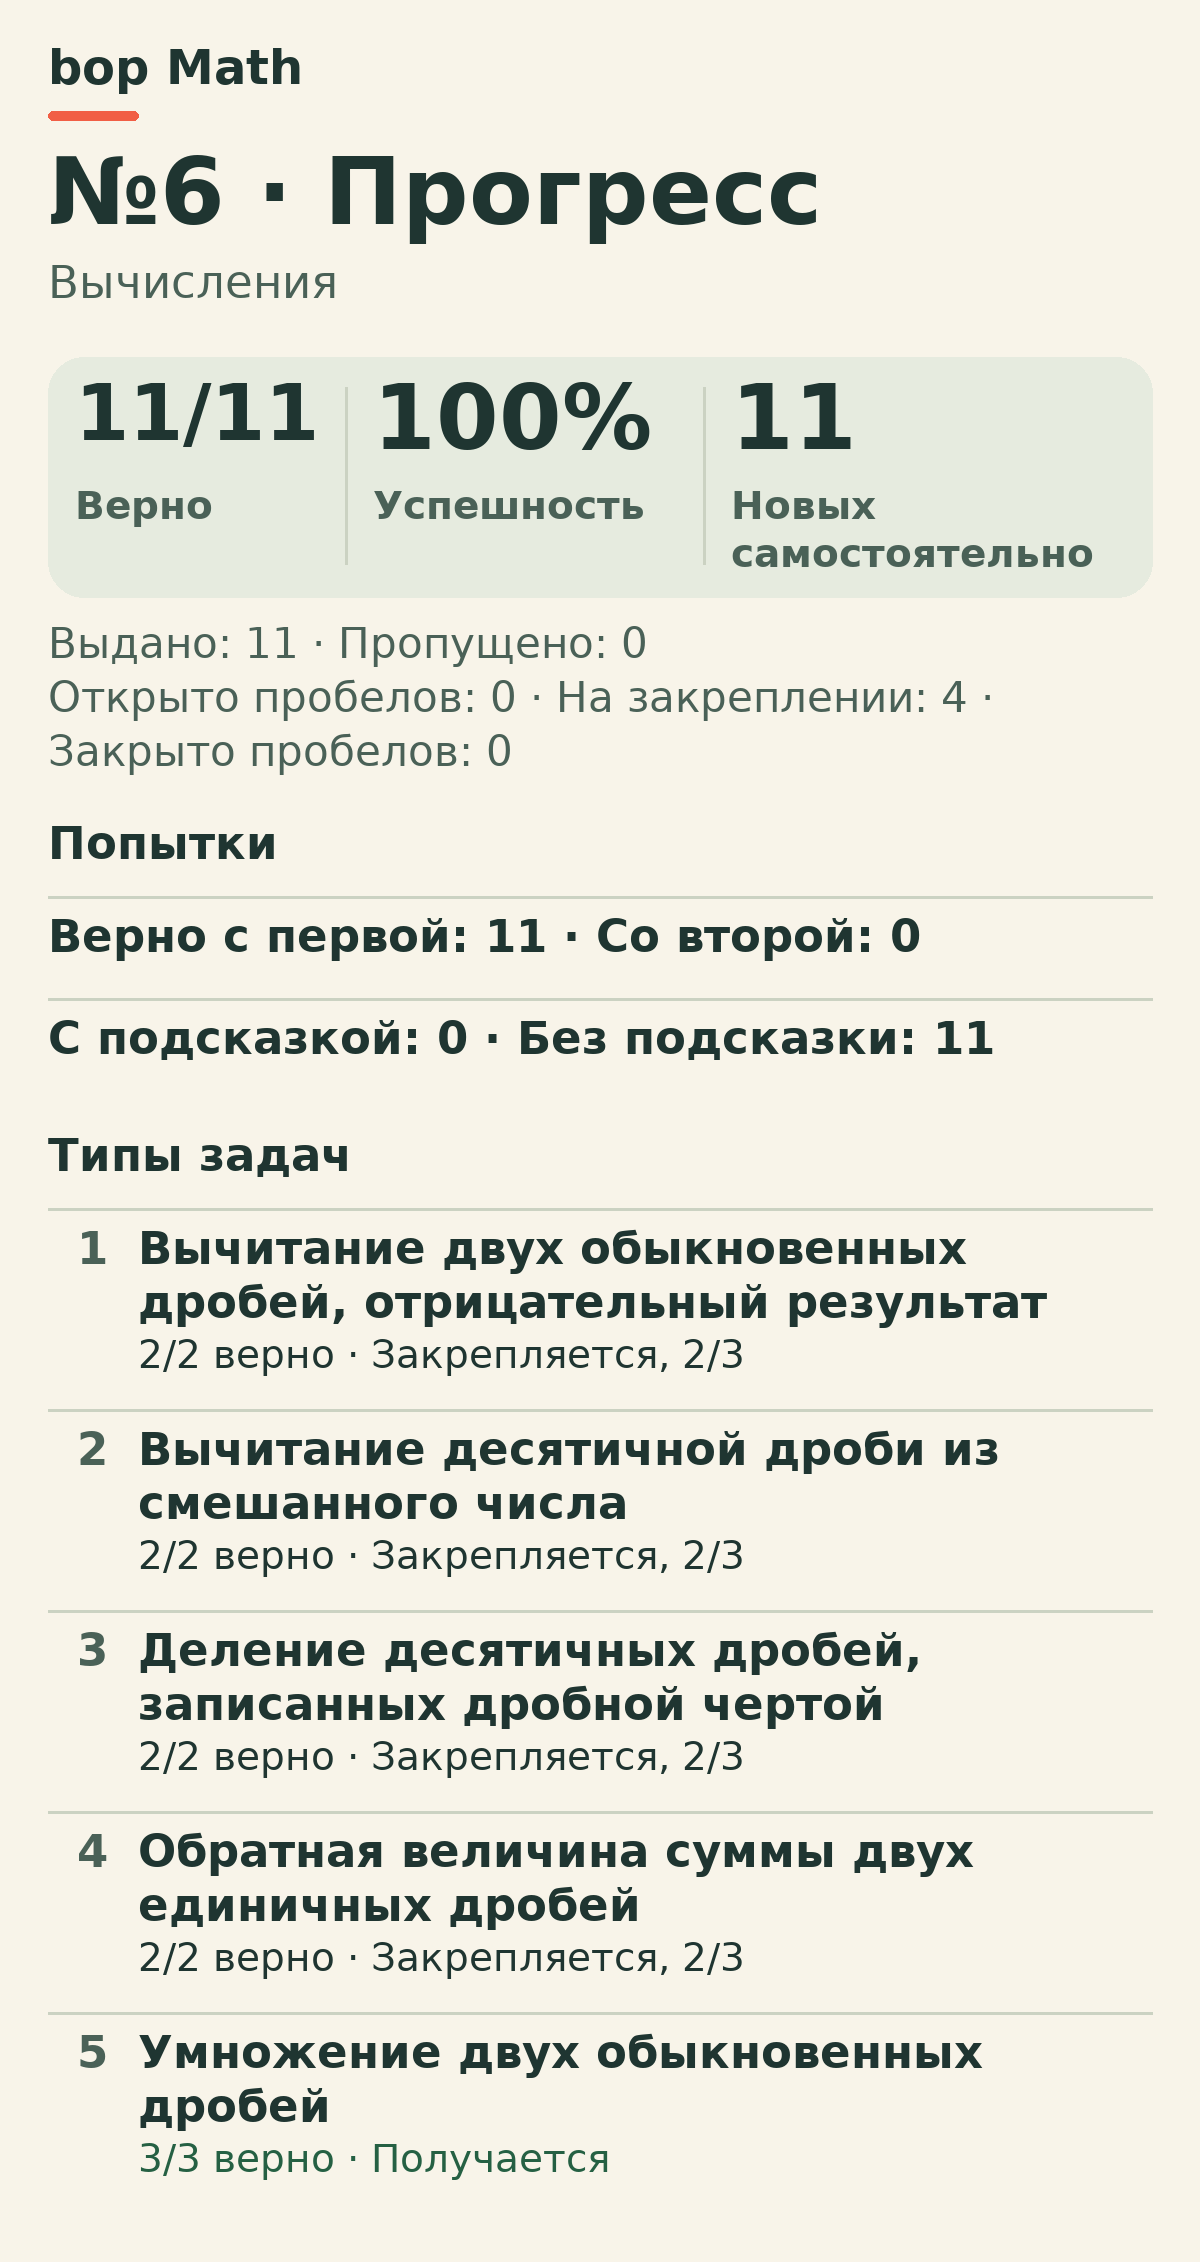 bop Math
№6 · Прогресс
Вычисления
11/11
Верно
100%
Успешность
11
Новых
самостоятельно
Выдано: 11 · Пропущено: 0
Открыто пробелов: 0 · На закреплении: 4 ·
Закрыто пробелов: 0
Попытки
Верно с первой: 11 · Со второй: 0
С подсказкой: 0 · Без подсказки: 11
Типы задач
1 Вычитание двух обыкновенных
дробей, отрицательный результат
2/2 верно · Закрепляется, 2/3
2 Вычитание десятичной дроби из
смешанного числа
2/2 верно · Закрепляется, 2/3
3 Деление десятичных дробей,
записанных дробной чертой
2/2 верно · Закрепляется, 2/3
4 Обратная величина суммы двух
единичных дробей
2/2 верно · Закрепляется, 2/3
5 Умножение двух обыкновенных
дробей
3/3 верно · Получается